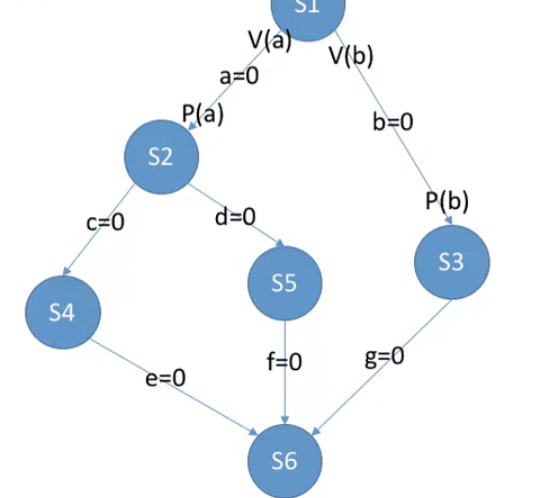 S1
V(a)
V(b)
a=0
P(a)
b=0
S2
P(b)
c=0
d=0
S3
S5
S4
f=0
g=0
e=0
S6